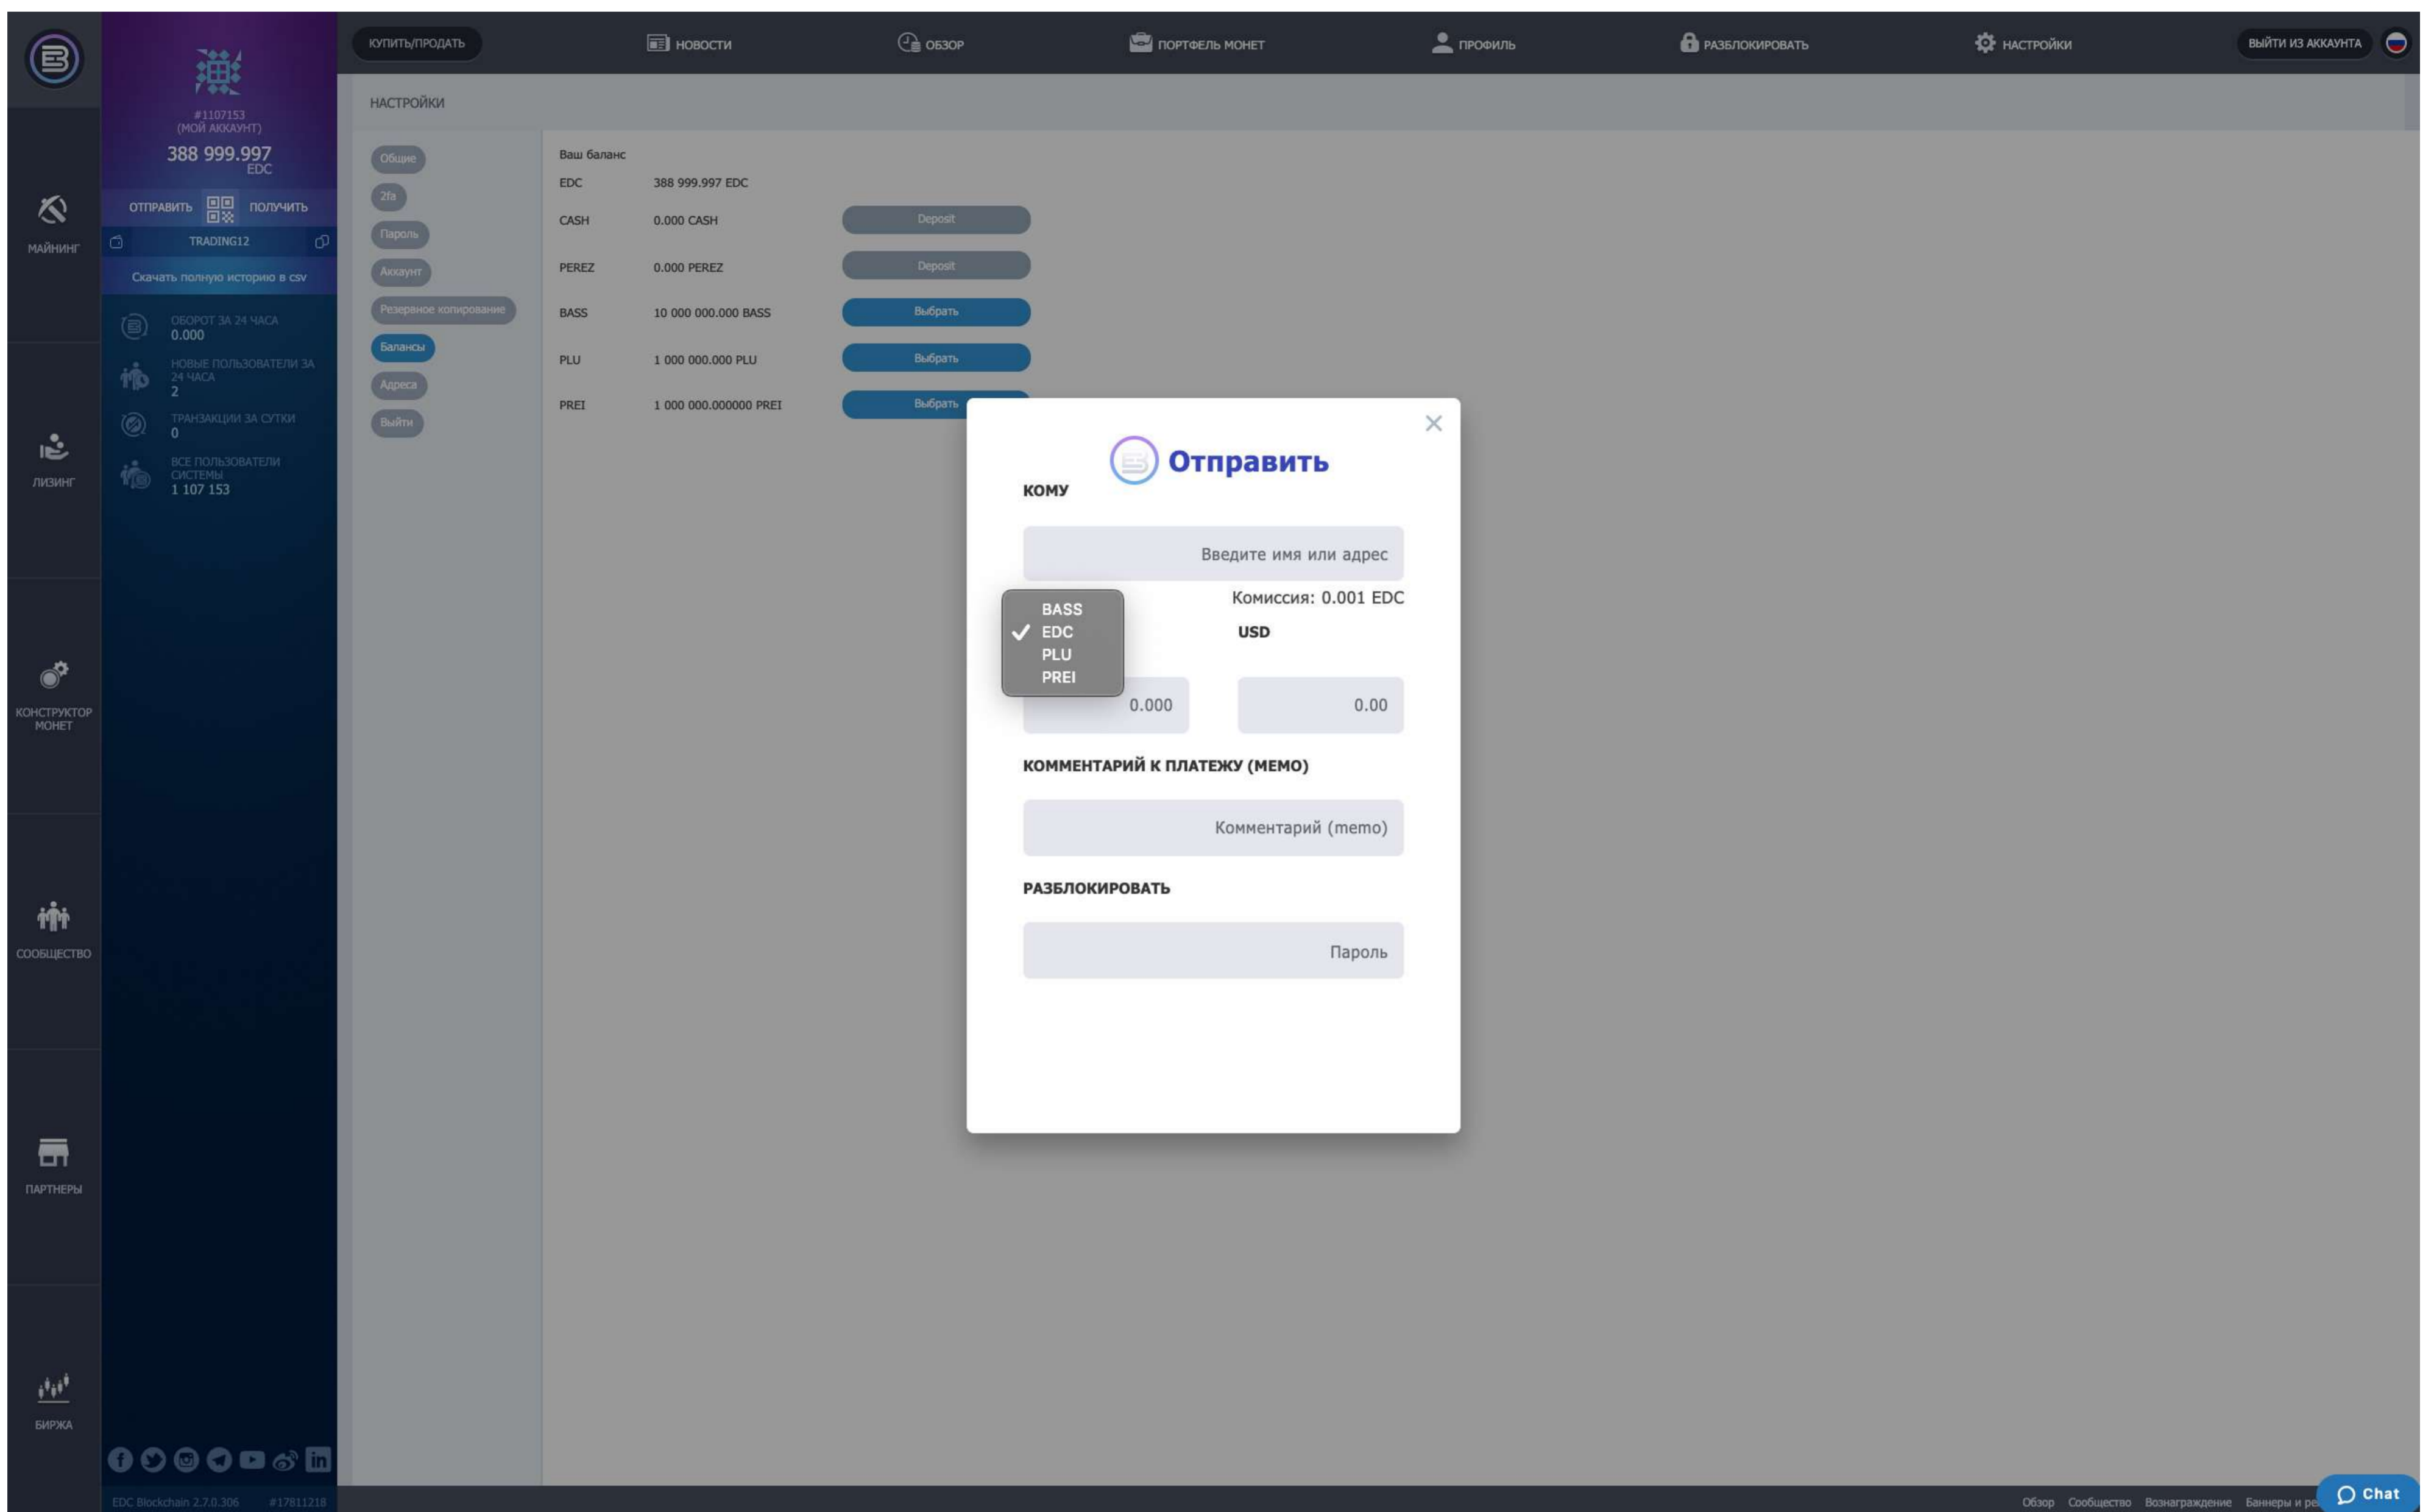 КУПИТЬ/ПРОДАТЬ
НОВОСТИ
ОБЗОР
ПОРТФЕЛЬ МОНЕТ
ПРОФИЛЬ
РАЗБЛОКИРОВАТЬ
НАСТРОЙКИ
ВЫЙТИ ИЗ АККАУНТА
МАЙНИНГ
ЛИЗИНГ
КОНСТРУКТОР
МОНЕТ
СООБЩЕСТВО
ПАРТНЕРЫ
БИРЖА
#1107153
(МОЙ АККАУНТ)
388 999.997
EDC
ОТПРАВИТЬ
ПОЛУЧИТЬ
TRADING12
Скачать полную историю в csv
ОБОРОТ ЗА 24 ЧАСА
0.000
НОВЫЕ ПОЛЬЗОВАТЕЛИ ЗА
24 ЧАСА
2
ТРАНЗАКЦИИ ЗА СУТКИ
0
ВСЕ ПОЛЬЗОВАТЕЛИ
СИСТЕМЫ
1 107 153
in
EDC Blockchain 2.7.0.306 #17811218
НАСТРОЙКИ
Общие
2fa
Пароль
Аккаунт
Резервное копирование
Балансы
Адреса
Выйти
Ваш баланс
EDC 388 999.997 EDC
CASH 0.000 CASH Deposit
PEREZ 0.000 PEREZ Deposit
BASS 10 000 000.000 BASS Выбрать
PLU 1 000 000.000 PLU Выбрать
PREI 1 000 000.000000 PREI Выбрать
Отправить
КОМУ
Введите имя или адрес
Комиссия: 0.001 EDC
BASS
EDC
PLU
PREI
USD
0.000
0.00
КОММЕНТАРИЙ К ПЛАТЕЖУ (MEMO)
Комментарий (memo)
РАЗБЛОКИРОВАТЬ
Пароль
Обзор Сообщество Вознаграждение Баннеры и ре
Chat